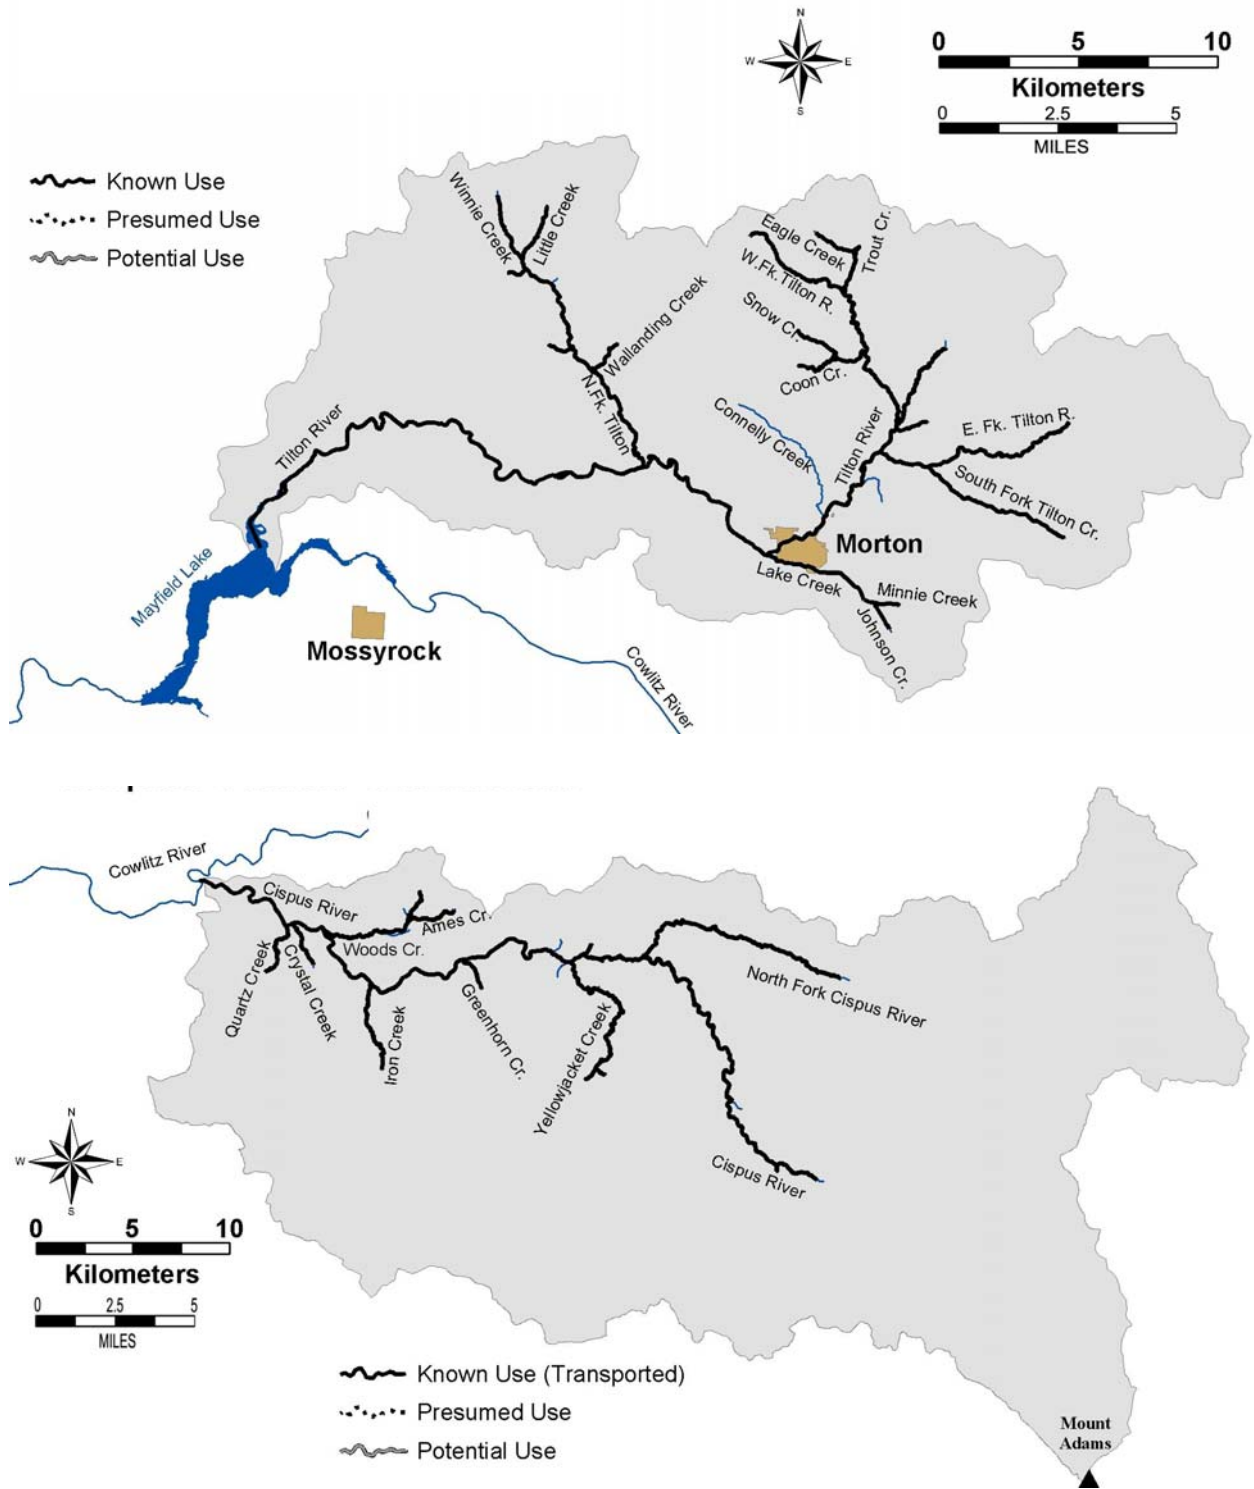 N
W E
S
0 5 10
Kilometers
0 2.5 5
MILES
Known Use
Presumed Use
Potential Use
Winnie Creek
Little Creek
Wallanding Creek
N.Fk. Tilton
Tilton River
Eagle Creek
Trout Cr.
W.Fk.Tilton R.
Snow Cr.
Coon Cr.
Connelly Creek
Tilton River
E. Fk. Tilton R.
South Fork Tilton Cr.
Morton
Lake Creek
Minnie Creek
Johnson Cr.
Mayfield Lake
Mossyrock
Cowlitz River
Cowlitz River
Cispus River
Ames Cr.
Woods Cr.
Quartz Creek
Crystal Creek
Iron Creek
Greenhorn Cr.
Yellowjacket Creek
North Fork Cispus River
Cispus River
N
W E
S
0 5 10
Kilometers
0 2.5 5
MILES
Known Use (Transported)
Presumed Use
Potential Use
Mount
Adams